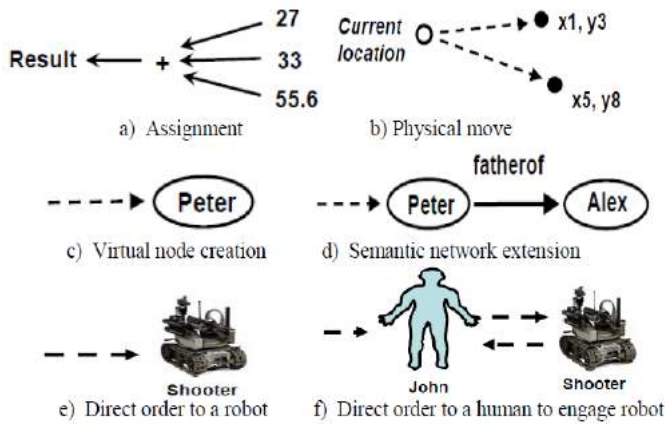 27
Result
+
33
55.6
a) Assignment
Current
location
x1, y3
x5, y8
b) Physical move
Peter
c) Virtual node creation
fatherof
Peter
Alex
d) Semantic network extension
Shooter
e) Direct order to a robot
John
Shooter
f) Direct order to a human to engage robot